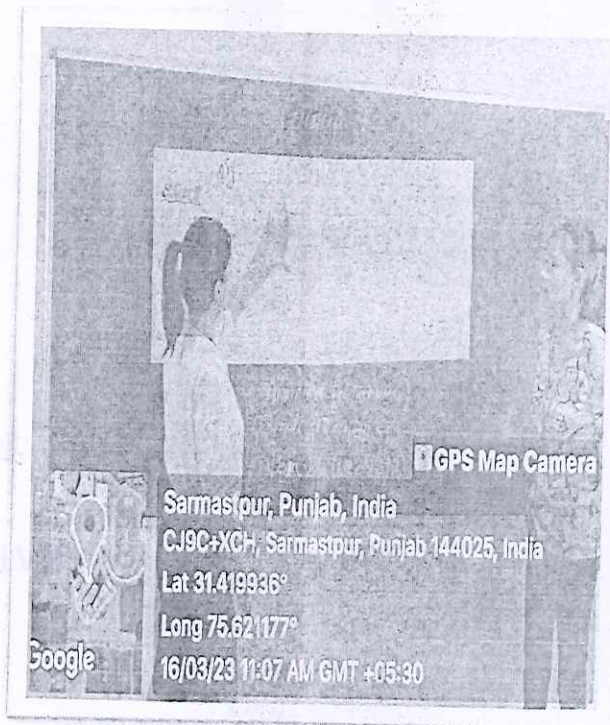 GPS Map Camera
Sarmastpur, Punjab, India
CJ9C+XCH, Sarmastpur, Punjab 144025, India
Lat 31.419936°
Long 75.621177°
Google
16/03/23 11:07 AM GMT +05:30